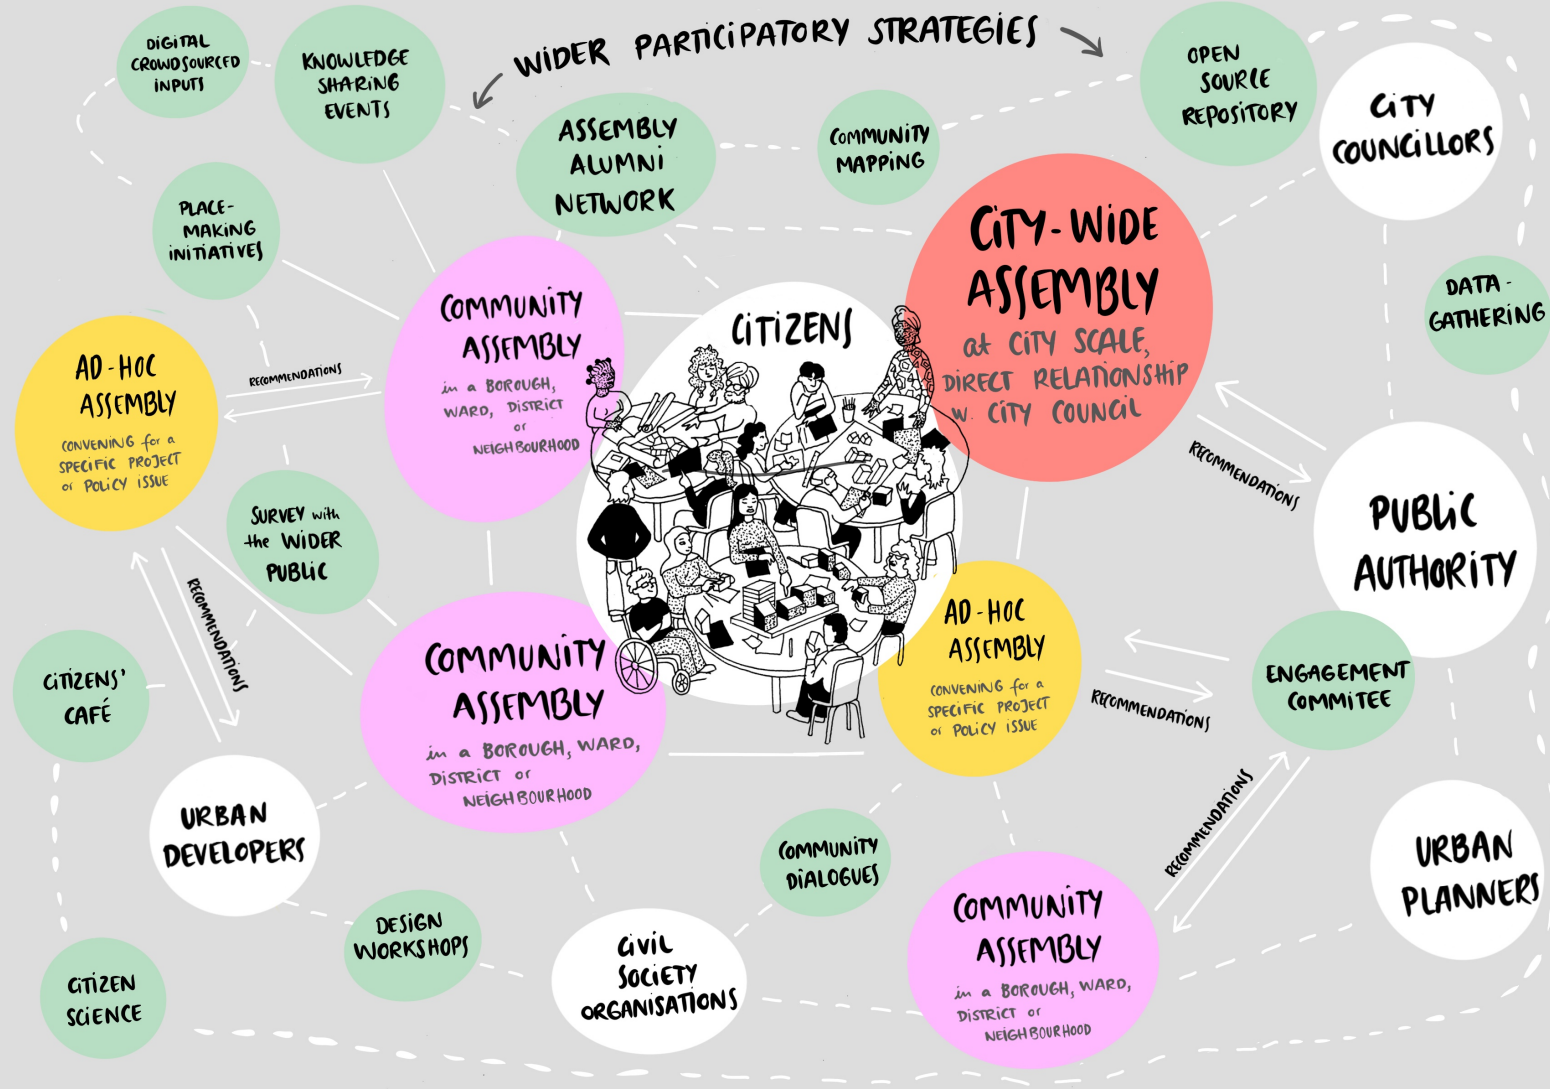 WIDER PARTICIPATORY STRATEGIES
DIGITAL
CROWDSOURCED
INPUTS
KNOWLEDGE
SHARING
EVENTS
ASSEMBLY
ALUMNI
NETWORK
COMMUNITY
MAPPING
OPEN
SOURCE
REPOSITORY
CITY
COUNCILLORS
PLACE-
MAKING
INITIATIVES
COMMUNITY
ASSEMBLY
in a BOROUGH,
WARD, DISTRICT
or
NEIGHBOURHOOD
CITIZENS
CITY-WIDE
ASSEMBLY
at CITY SCALE,
DIRECT RELATIONSHIP
W. CITY COUNCIL
DATA-
GATHERING
AD-HOC
ASSEMBLY
CONVENING for a
SPECIFIC PROJECT
or POLICY ISSUE
RECOMMENDATIONS
RECOMMENDATIONS
PUBLIC
AUTHORITY
SURVEY with
the WIDER
PUBLIC
RECOMMENDATIONS
CITIZENS'
CAFÉ
COMMUNITY
ASSEMBLY
in a BOROUGH, WARD,
DISTRICT or
NEIGHBOURHOOD
AD-HOC
ASSEMBLY
CONVENING for a
SPECIFIC PROJECT
or POLICY ISSUE
RECOMMENDATIONS
ENGAGEMENT
COMMITEE
RECOMMENDATIONS
URBAN
DEVELOPERS
COMMUNITY
DIALOGUES
URBAN
PLANNERS
DESIGN
WORKSHOPS
CIVIL
SOCIETY
ORGANISATIONS
COMMUNITY
ASSEMBLY
in a BOROUGH, WARD,
DISTRICT or
NEIGHBOURHOOD
CITIZEN
SCIENCE